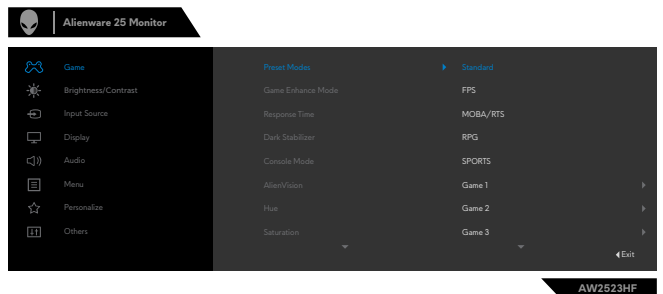 Alienware 25 Monitor
Game Preset Modes Standard
Brightness/Contrast Game Enhance Mode FPS
Input Source Response Time MOBA/RTS
Display Dark Stabilizer RPG
Audio Console Mode SPORTS
Menu AlienVision Game 1
Personalize Hue Game 2
Others Saturation Game 3
Exit
AW2523HF